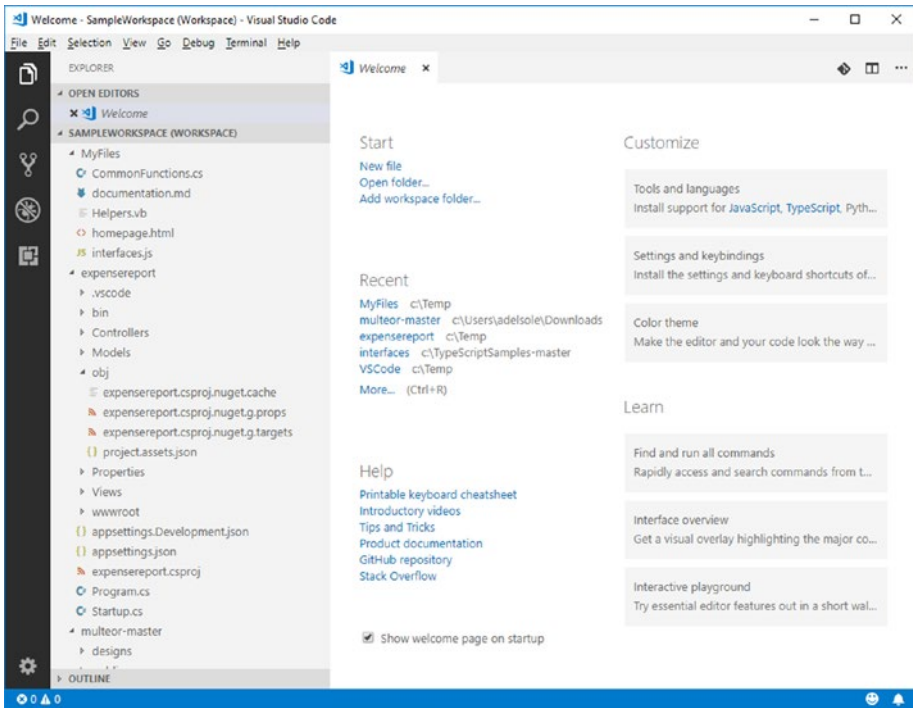 Welcome - SampleWorkspace (Workspace) - Visual Studio Code
File Edit Selection View Go Debug Terminal Help
EXPLORER
OPEN EDITORS
Welcome
SAMPLEWORKSPACE (WORKSPACE)
MyFiles
C# CommonFunctions.cs
documentation.md
Helpers.vb
<> homepage.html
JS interfaces.js
expensereport
.vscode
bin
Controllers
Models
obj
expensereport.csproj.nuget.cache
expensereport.csproj.nuget.g.props
expensereport.csproj.nuget.g.targets
{} project.assets.json
Properties
Views
wwwroot
{} appsettings.Development.json
{} appsettings.json
expensereport.csproj
C# Program.cs
C# Startup.cs
multeor-master
designs
OUTLINE
Welcome
Start
New file
Open folder...
Add workspace folder...
Recent
MyFiles c:\Temp
multeor-master c:\Users\adelsole\Downloads
expensereport c:\Temp
interfaces c:\TypeScriptSamples-master
VSCode c:\Temp
More... (Ctrl+R)
Help
Printable keyboard cheatsheet
Introductory videos
Tips and Tricks
Product documentation
GitHub repository
Stack Overflow
Show welcome page on startup
Customize
Tools and languages
Install support for JavaScript, TypeScript, Pyth...
Settings and keybindings
Install the settings and keyboard shortcuts of...
Color theme
Make the editor and your code look the way ...
Learn
Find and run all commands
Rapidly access and search commands from t...
Interface overview
Get a visual overlay highlighting the major co...
Interactive playground
Try essential editor features out in a short wal...
0 0